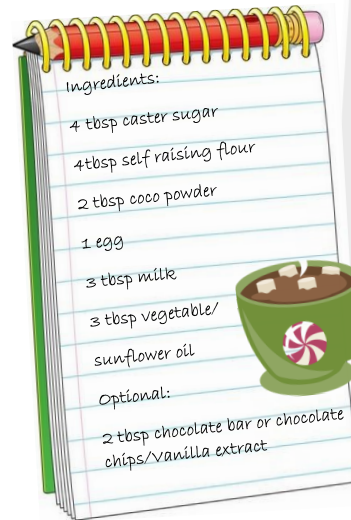 Ingredients:
4 tbsp caster sugar
4tbsp self raising flour
2 tbsp coco powder
1 egg
3 tbsp milk
3 tbsp vegetable/
sunflower oil
Optional:
2 tbsp chocolate bar or chocolate
chips/Vanilla extract